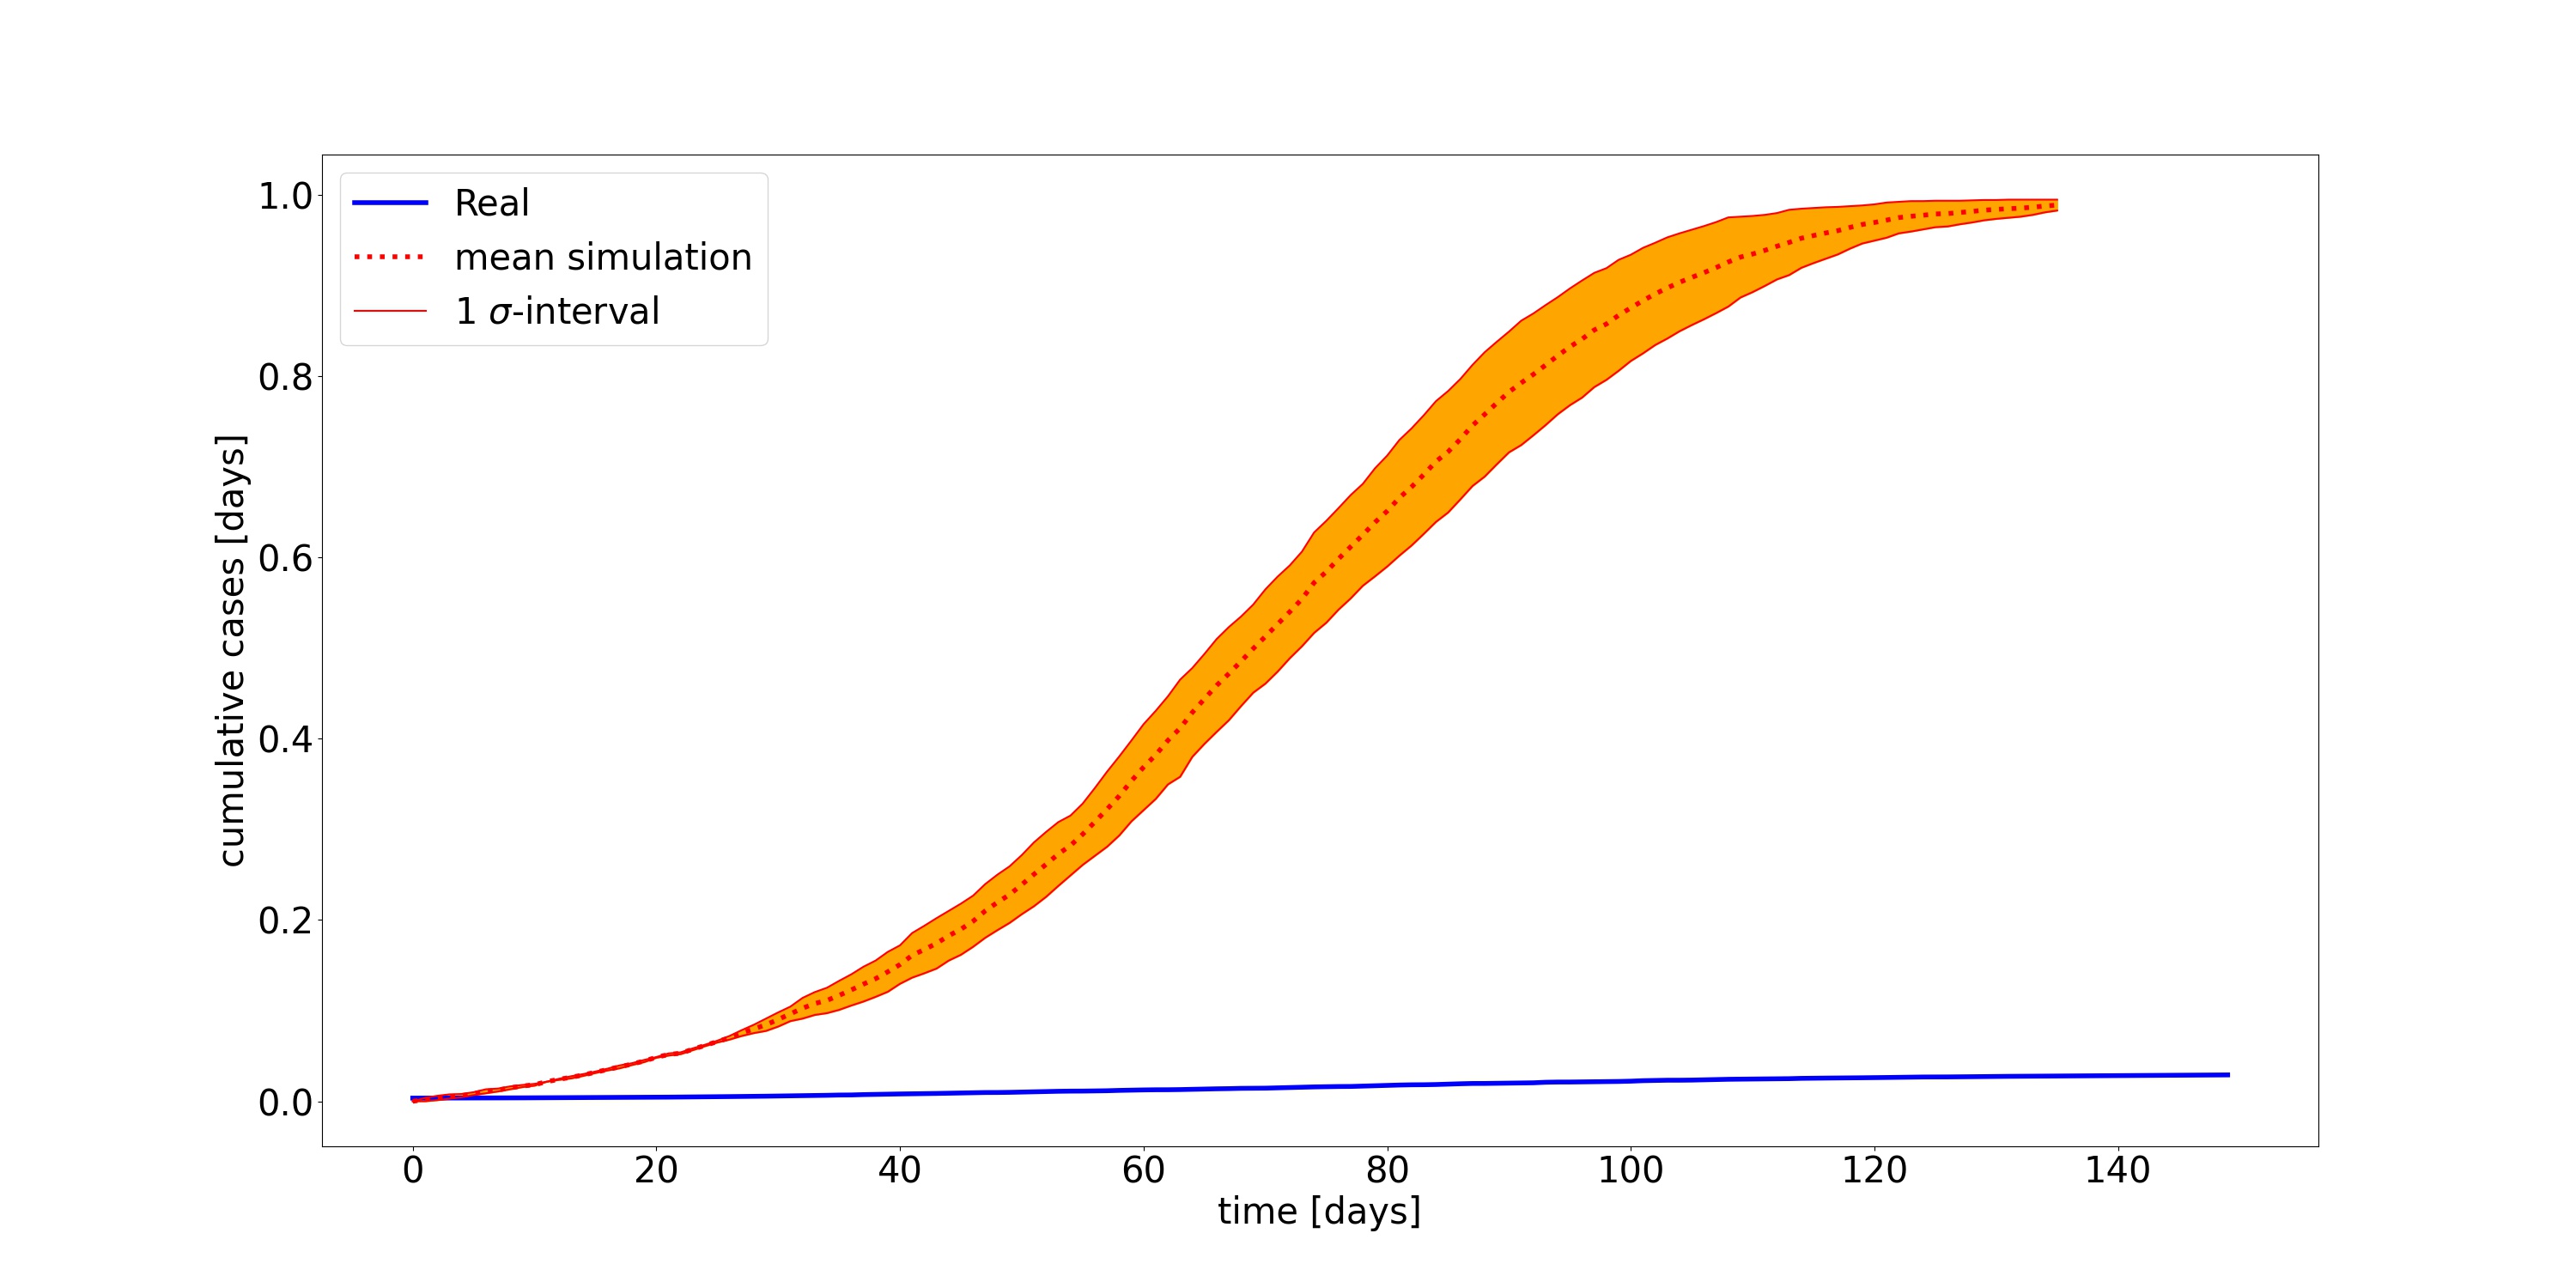 Real
mean simulation
1 σ-interval
1.0
0.8
0.6
0.4
0.2
0.0
cumulative cases [days]
0 20 40 60 80 100 120 140
time [days]